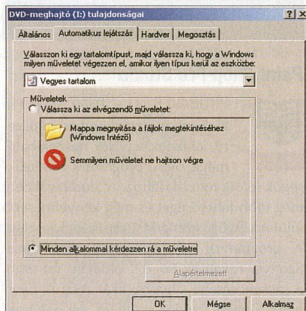 DVD-meghajtó (I:) tulajdonságai
Általános Automatikus lejátszás Hardver Megosztás
Válasszon ki egy tartalomtípust, majd válassza ki, hogy a Windows
milyen műveletet végezzen el, amikor ilyen típus kerül az eszközbe:
Vegyes tartalom
Műveletek
Válassza ki az elvégzendő műveletet:
Mappa megnyitása a fájlok megtekintéséhez
(Windows Intéző)
Semmilyen műveletet ne hajtson végre
Minden alkalommal kérdezzen rá a műveletre
Alapértelmezett
OK Mégse Alkalmaz